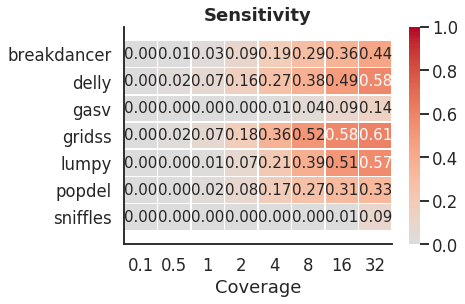 Sensitivity
breakdancer 0.00 0.01 0.03 0.09 0.19 0.29 0.36 0.44
delly 0.00 0.02 0.07 0.16 0.27 0.38 0.49 0.58
gasv 0.00 0.00 0.00 0.00 0.01 0.04 0.09 0.14
gridss 0.00 0.02 0.07 0.18 0.36 0.52 0.58 0.61
lumpy 0.00 0.00 0.01 0.07 0.21 0.39 0.51 0.57
popdel 0.00 0.00 0.02 0.08 0.17 0.27 0.31 0.33
sniffles 0.00 0.00 0.00 0.00 0.00 0.00 0.01 0.09
0.1 0.5 1 2 4 8 16 32
Coverage
1.0
0.8
0.6
0.4
0.2
0.0